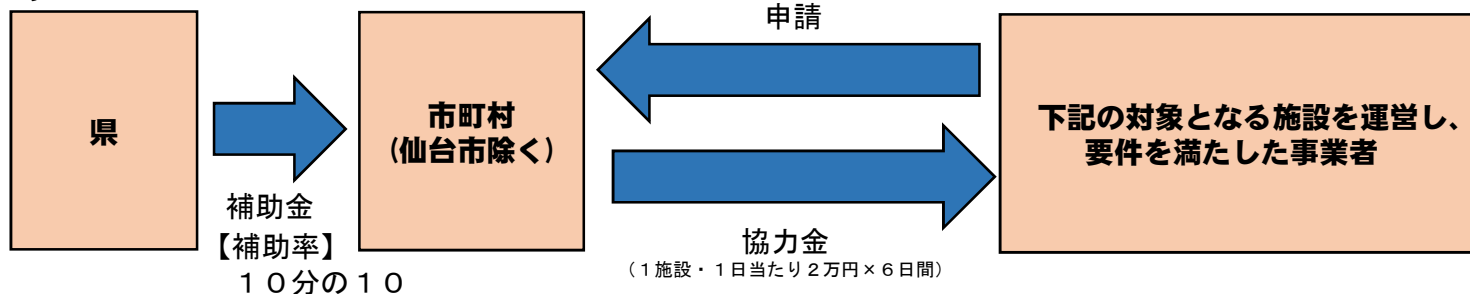 県
補助金
【補助率】
１０分の１０
市町村
(仙台市除く)
申請
協力金
（１施設・１日当たり２万円×６日間）
下記の対象となる施設を運営し、
要件を満たした事業者